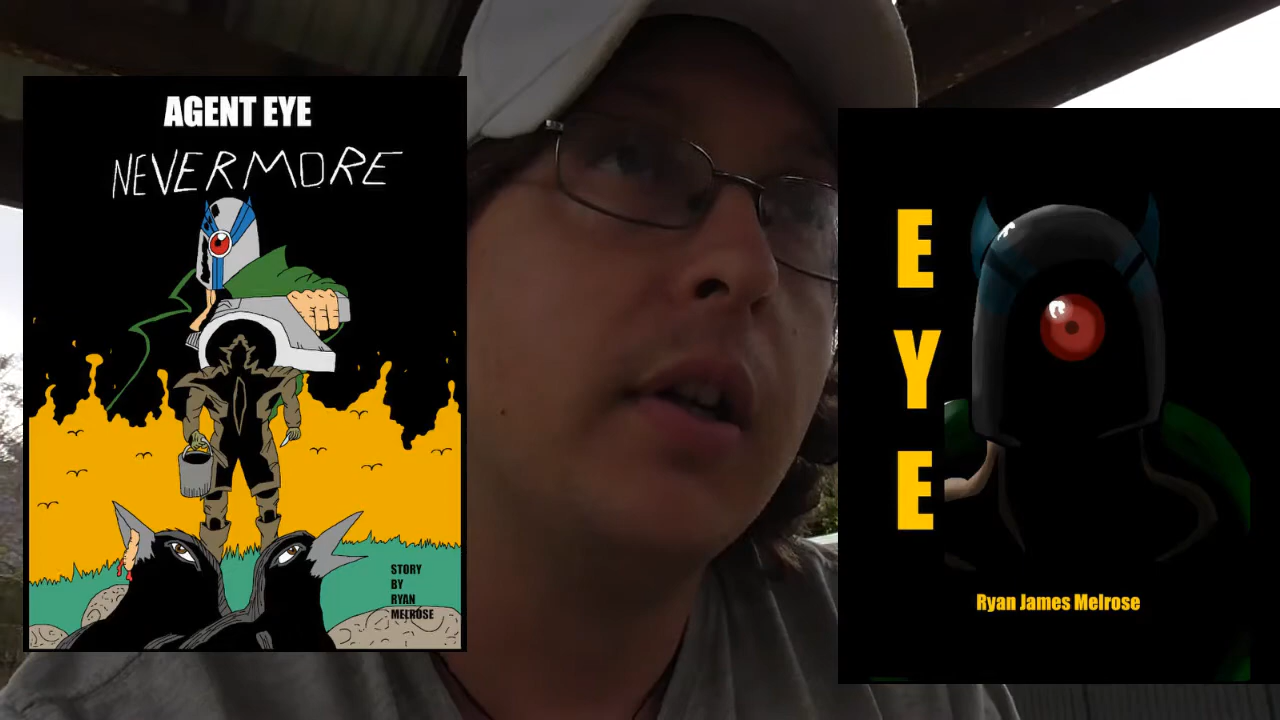 AGENT EYE
NEVERMORE
STORY
BY
RYAN
MELROSE
E
Y
E
Ryan James Melrose